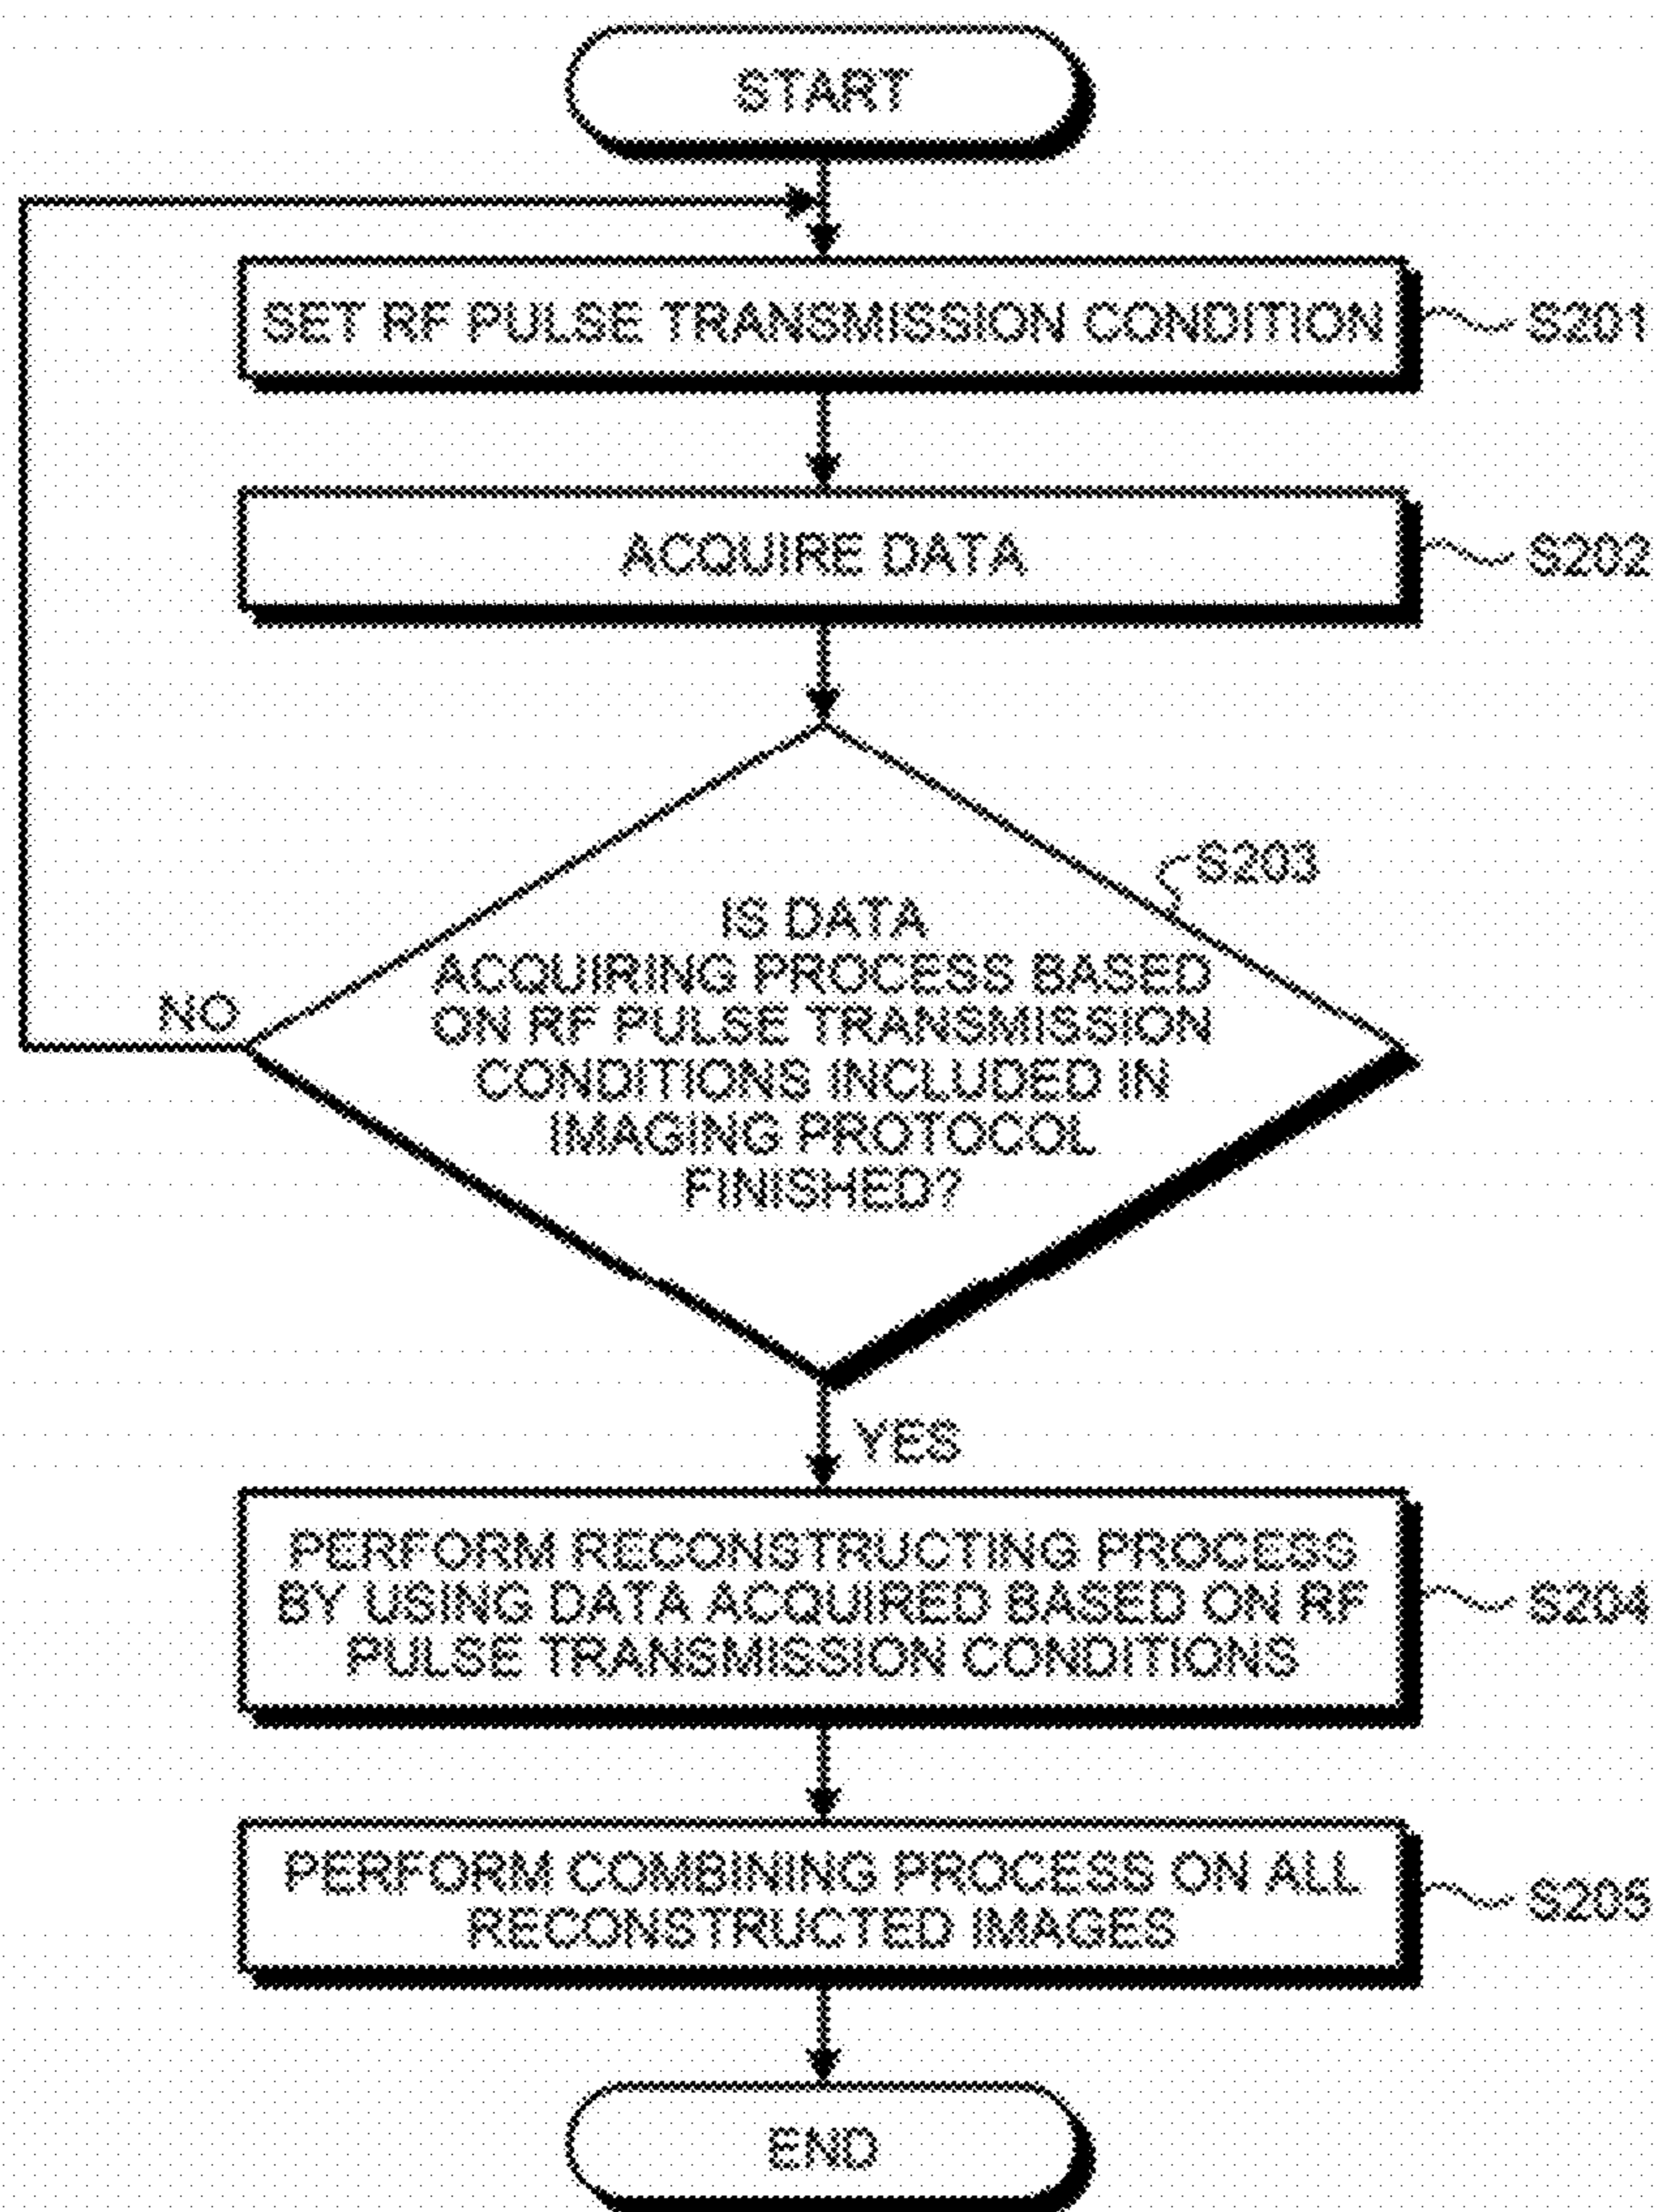 START
SET RF PULSE TRANSMISSION CONDITION
S201
ACQUIRE DATA
S202
S203
IS DATA
ACQUIRING PROCESS BASED
ON RF PULSE TRANSMISSION
CONDITIONS INCLUDED IN
IMAGING PROTOCOL
FINISHED?
NO
YES
PERFORM RECONSTRUCTING PROCESS
BY USING DATA ACQUIRED BASED ON RF
PULSE TRANSMISSION CONDITIONS
S204
PERFORM COMBINING PROCESS ON ALL
RECONSTRUCTED IMAGES
S205
END